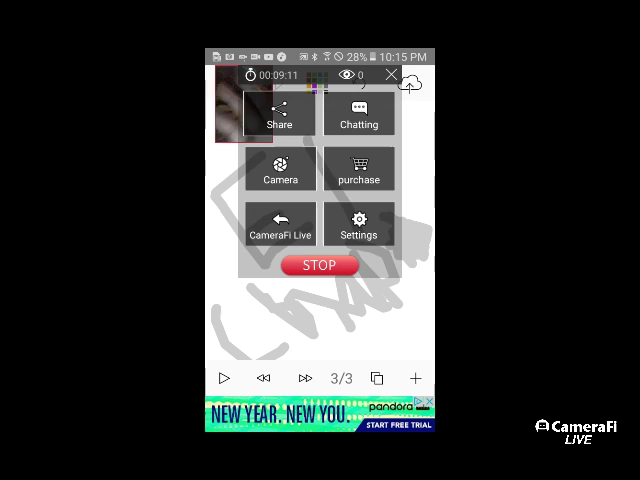 28% 10:15 PM
00:09:11 0
Share Chatting
Camera purchase
CameraFi Live Settings
STOP
3/3
NEW YEAR. NEW YOU.
pandora
START FREE TRIAL
CameraFi
LIVE